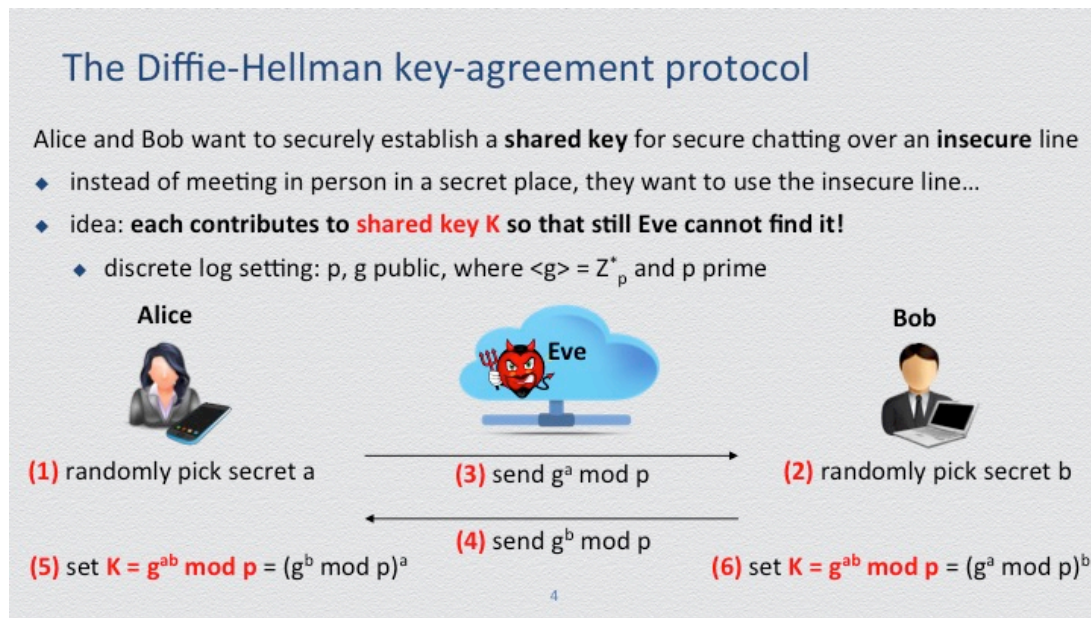 The Diffie-Hellman key-agreement protocol
Alice and Bob want to securely establish a shared key for secure chatting over an insecure line
◆ instead of meeting in person in a secret place, they want to use the insecure line…
◆ idea: each contributes to shared key K so that still Eve cannot find it!
◆ discrete log setting: p, g public, where <g> = Z*p and p prime
Alice
Eve
Bob
(1) randomly pick secret a
(3) send gᵃ mod p
(2) randomly pick secret b
(4) send gᵇ mod p
(5) set K = gᵃᵇ mod p = (gᵇ mod p)ᵃ
(6) set K = gᵃᵇ mod p = (gᵃ mod p)ᵇ
4